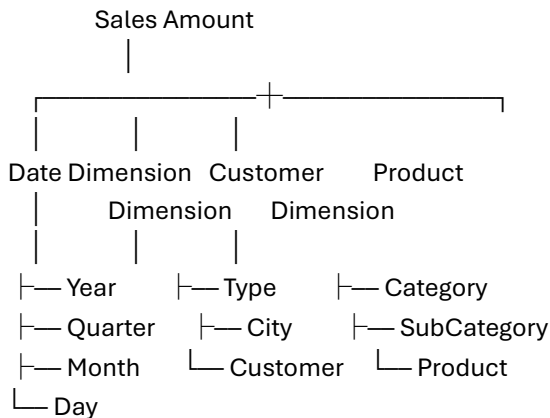 Sales Amount
Date Dimension Customer Product
Dimension Dimension
Year Type Category
Quarter City SubCategory
Month Customer Product
Day